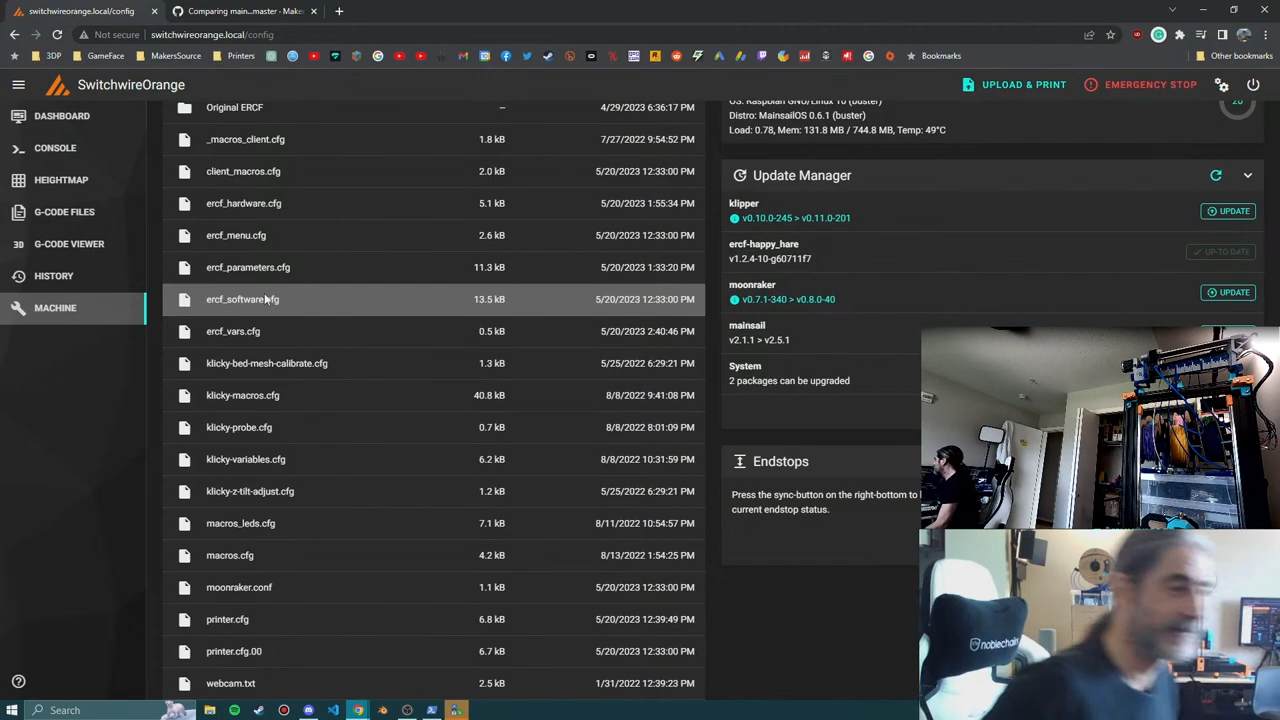 switchwireorange.local/config
Comparing main...master - Make
Not secure
switchwireorange.local/config
3DP
GameFace
MakersSource
Printers
Bookmarks
Other bookmarks
SwitchwireOrange
UPLOAD & PRINT
EMERGENCY STOP
DASHBOARD
CONSOLE
HEIGHTMAP
G-CODE FILES
3D
G-CODE VIEWER
HISTORY
MACHINE
Original ERCF
–
4/29/2023 6:36:17 PM
_macros_client.cfg
1.8 kB
7/27/2022 9:54:52 PM
client_macros.cfg
2.0 kB
5/20/2023 12:33:00 PM
ercf_hardware.cfg
5.1 kB
5/20/2023 1:55:34 PM
ercf_menu.cfg
2.6 kB
5/20/2023 12:33:00 PM
ercf_parameters.cfg
11.3 kB
5/20/2023 1:33:20 PM
ercf_software.cfg
13.5 kB
5/20/2023 12:33:00 PM
ercf_vars.cfg
0.5 kB
5/20/2023 2:40:46 PM
klicky-bed-mesh-calibrate.cfg
1.3 kB
5/25/2022 6:29:21 PM
klicky-macros.cfg
40.8 kB
8/8/2022 9:41:08 PM
klicky-probe.cfg
0.7 kB
8/8/2022 8:01:09 PM
klicky-variables.cfg
6.2 kB
8/8/2022 10:31:59 PM
klicky-z-tilt-adjust.cfg
1.2 kB
5/25/2022 6:29:21 PM
macros_leds.cfg
7.1 kB
8/11/2022 10:54:57 PM
macros.cfg
4.2 kB
8/13/2022 1:54:25 PM
moonraker.conf
1.1 kB
5/20/2023 12:33:00 PM
printer.cfg
6.8 kB
5/20/2023 12:39:49 PM
printer.cfg.00
6.7 kB
5/20/2023 12:33:00 PM
webcam.txt
2.5 kB
1/31/2022 12:39:23 PM
OS: Raspbian GNU/Linux 10 (buster)
Distro: MainsailOS 0.6.1 (buster)
Load: 0.78, Mem: 131.8 MB / 744.8 MB, Temp: 49°C
20
Update Manager
klipper
v0.10.0-245 > v0.11.0-201
UPDATE
ercf-happy_hare
v1.2.4-10-g60711f7
UP-TO-DATE
moonraker
v0.7.1-340 > v0.8.0-40
UPDATE
mainsail
v2.1.1 > v2.5.1
System
2 packages can be upgraded
Endstops
Press the sync-button on the right-bottom to
current endstop status.
noblechairs
Search